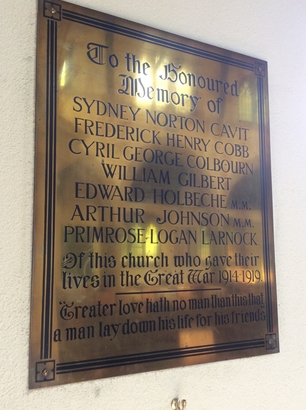 To the Honoured
Memory of
SYDNEY NORTON CAVIT
FREDERICK HENRY COBB
CYRIL GEORGE COLBOURN
WILLIAM GILBERT
EDWARD HOLBECHE M.M.
ARTHUR JOHNSON M.M.
PRIMROSE-LOGAN LARNOCK
Of this church who gave their
lives in the Great War 1914-1919.
"Greater love hath no man than this that
a man lay down his life for his friends"